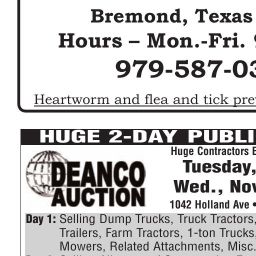 Bremond, Texas
Hours – Mon.-Fri.
979-587-03
Heartworm and flea and tick
HUGE 2-DAY PUBLI
Huge Contractors
DEANCO
AUCTION
Tuesday,
Wed., Nov
1042 Holland Ave •
Day 1: Selling Dump Trucks, Truck Tractors,
Trailers, Farm Tractors, 1-ton Trucks
Mowers, Related Attachments, Misc.